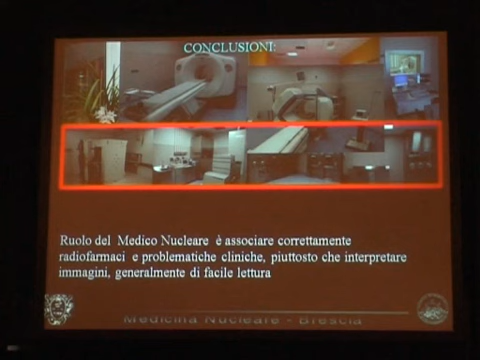 CONCLUSIONI:
Ruolo del Medico Nucleare è associare correttamente
radiofarmaci e problematiche cliniche, piuttosto che interpretare
immagini, generalmente di facile lettura
Medicina Nucleare - Brescia